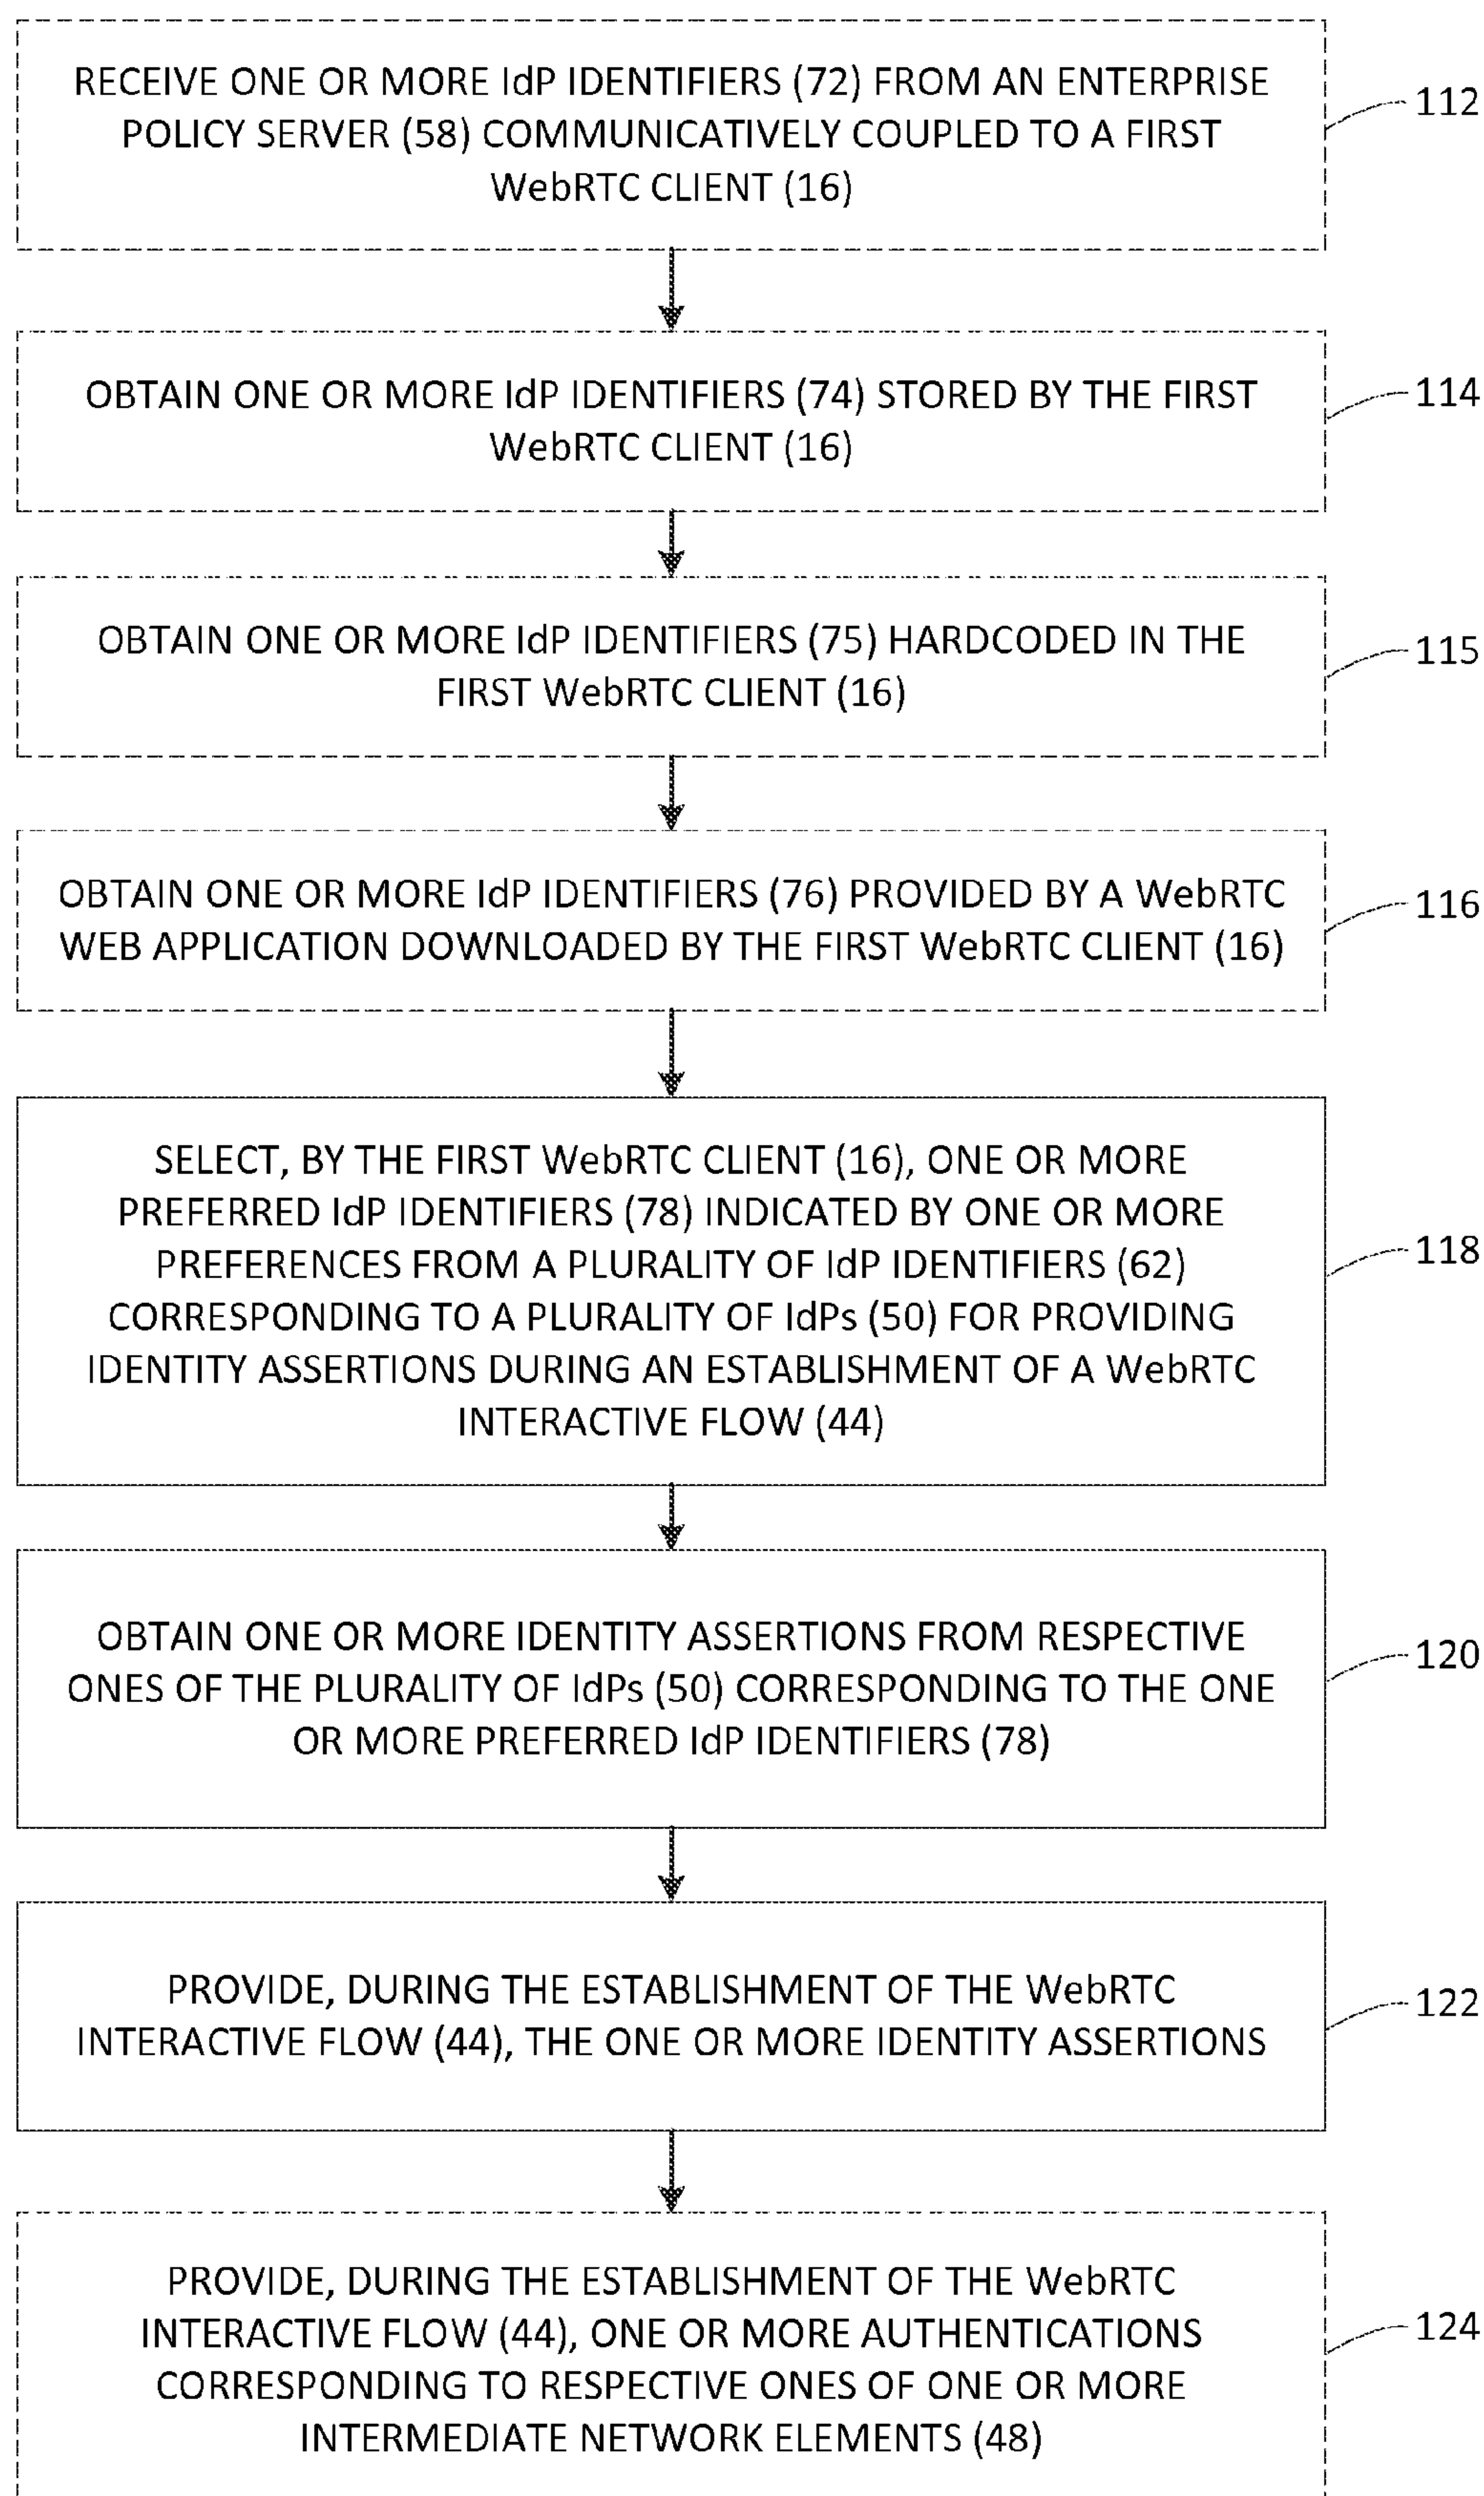 RECEIVE ONE OR MORE IdP IDENTIFIERS (72) FROM AN ENTERPRISE
POLICY SERVER (58) COMMUNICATIVELY COUPLED TO A FIRST
WebRTC CLIENT (16)
112
OBTAIN ONE OR MORE IdP IDENTIFIERS (74) STORED BY THE FIRST
WebRTC CLIENT (16)
114
OBTAIN ONE OR MORE IdP IDENTIFIERS (75) HARDCODED IN THE
FIRST WebRTC CLIENT (16)
115
OBTAIN ONE OR MORE IdP IDENTIFIERS (76) PROVIDED BY A WebRTC
WEB APPLICATION DOWNLOADED BY THE FIRST WebRTC CLIENT (16)
116
SELECT, BY THE FIRST WebRTC CLIENT (16), ONE OR MORE
PREFERRED IdP IDENTIFIERS (78) INDICATED BY ONE OR MORE
PREFERENCES FROM A PLURALITY OF IdP IDENTIFIERS (62)
CORRESPONDING TO A PLURALITY OF IdPs (50) FOR PROVIDING
IDENTITY ASSERTIONS DURING AN ESTABLISHMENT OF A WebRTC
INTERACTIVE FLOW (44)
118
OBTAIN ONE OR MORE IDENTITY ASSERTIONS FROM RESPECTIVE
ONES OF THE PLURALITY OF IdPs (50) CORRESPONDING TO THE ONE
OR MORE PREFERRED IdP IDENTIFIERS (78)
120
PROVIDE, DURING THE ESTABLISHMENT OF THE WebRTC
INTERACTIVE FLOW (44), THE ONE OR MORE IDENTITY ASSERTIONS
122
PROVIDE, DURING THE ESTABLISHMENT OF THE WebRTC
INTERACTIVE FLOW (44), ONE OR MORE AUTHENTICATIONS
CORRESPONDING TO RESPECTIVE ONES OF ONE OR MORE
INTERMEDIATE NETWORK ELEMENTS (48)
124